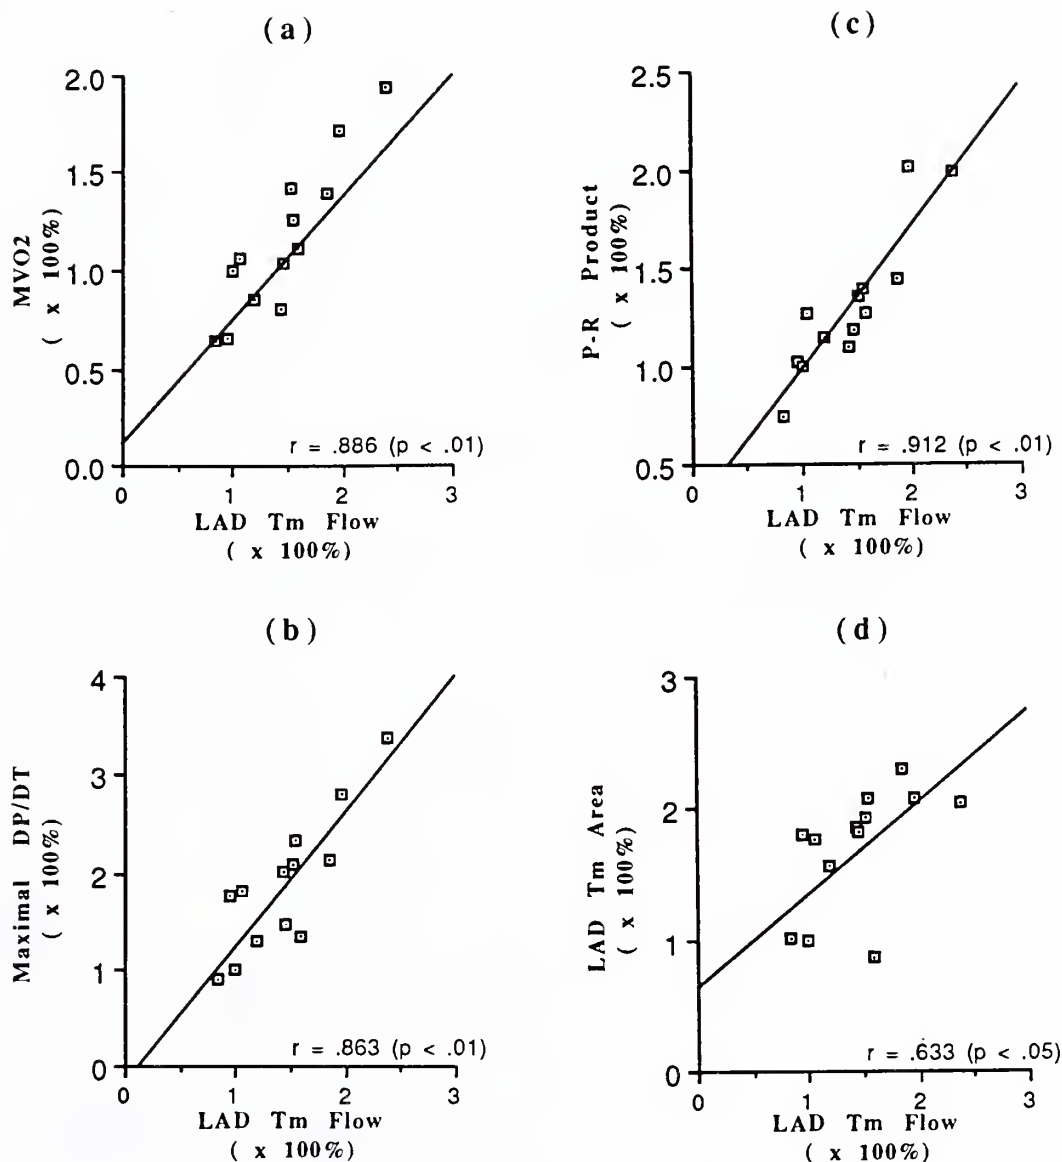 (a)
2.0
1.5
1.0
0.5
0.0
MVO2
( x 100%)
r = .886 (p < .01)
0 1 2 3
LAD Tm Flow
( x 100%)
(c)
2.5
2.0
1.5
1.0
0.5
P-R Product
( x 100%)
r = .912 (p < .01)
0 1 2 3
LAD Tm Flow
( x 100%)
(b)
4
3
2
1
0
Maximal DP/DT
( x 100%)
r = .863 (p < .01)
0 1 2 3
LAD Tm Flow
( x 100%)
(d)
3
2
1
0
LAD Tm Area
( x 100%)
r = .633 (p < .05)
0 1 2 3
LAD Tm Flow
( x 100%)